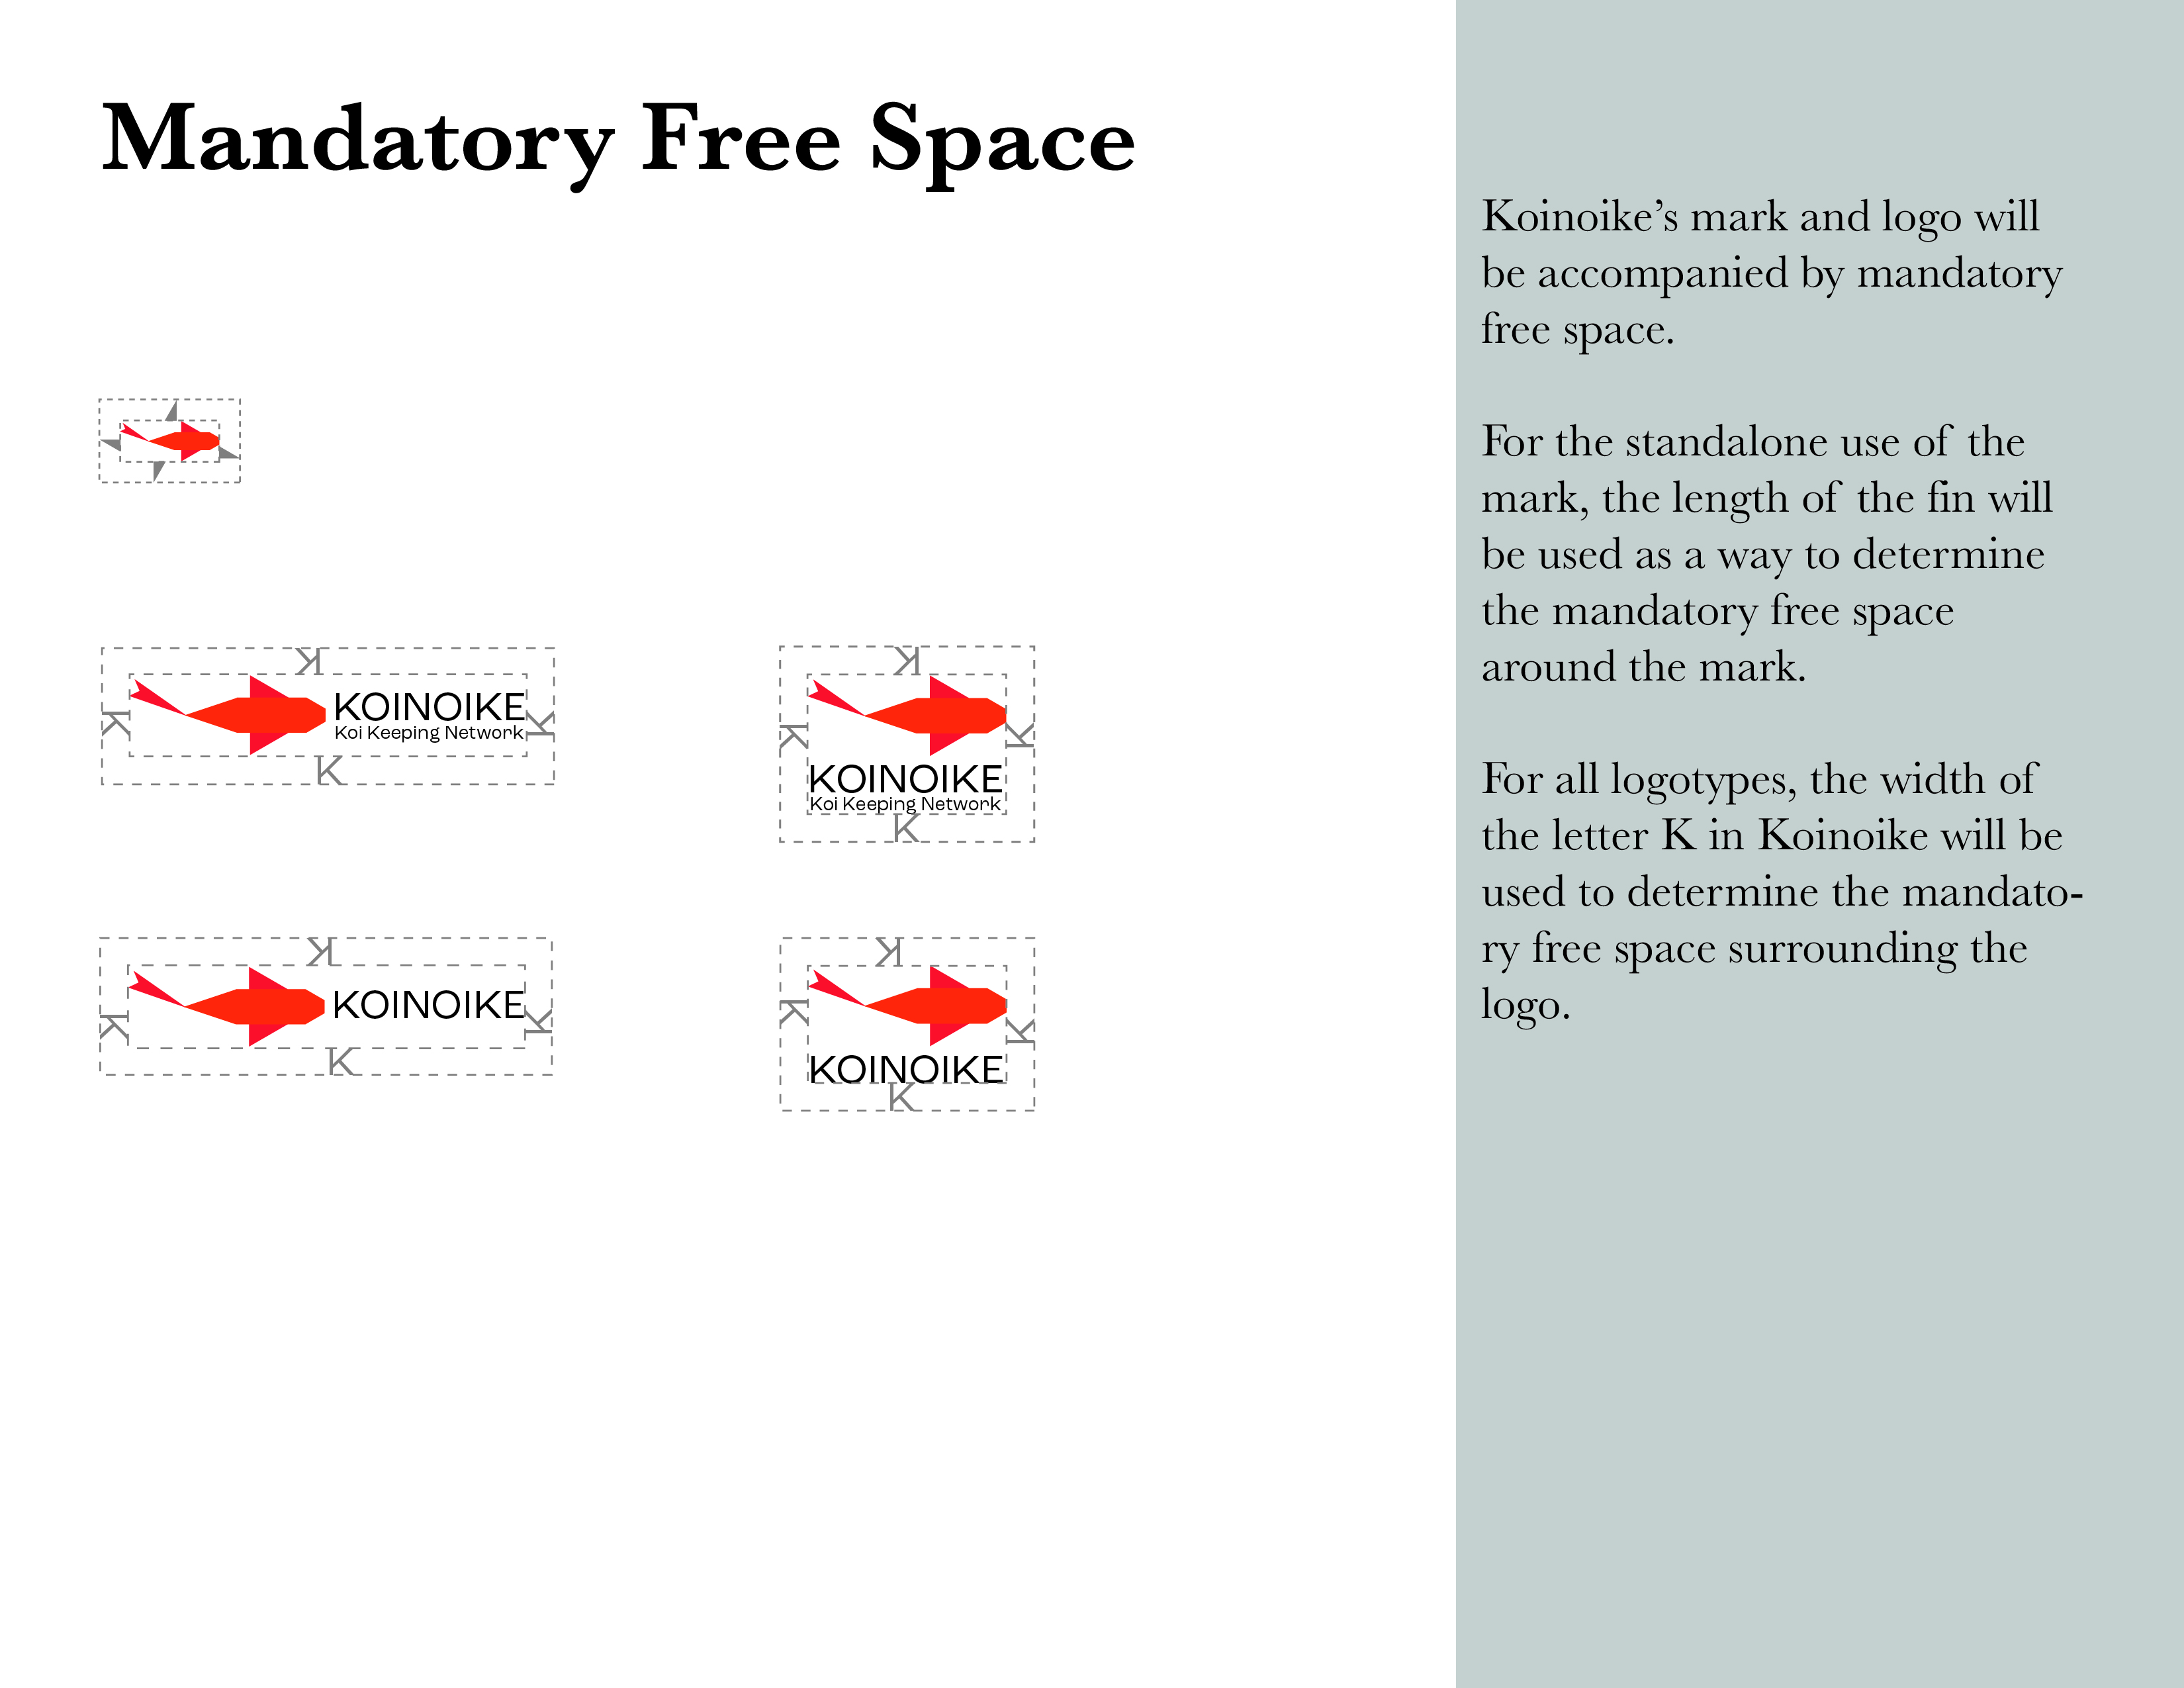 Mandatory Free Space
Koinoike’s mark and logo will
be accompanied by mandatory
free space.
For the standalone use of the
mark, the length of the fin will
be used as a way to determine
the mandatory free space
around the mark.
For all logotypes, the width of
the letter K in Koinoike will be
used to determine the mandato-
ry free space surrounding the
logo.
K
K
KOINOIKE
Koi Keeping Network
K
K
K
K
K
KOINOIKE
Koi Keeping Network
K
K
K
KOINOIKE
K
K
K
K
K
KOINOIKE
K